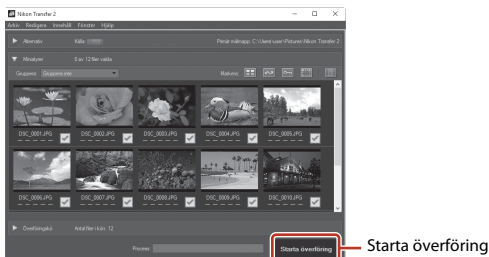 Nikon Transfer 2
Arkiv Redigera Innehåll Fönster Hjälp
Alternativ Källa: Primär målmapp: C:\Users\user\Pictures\Nikon Transfer 2
Miniatyrer 0 av 12 filer valda
Gruppera: Gruppera inte Markera:
DSC_0001.JPG DSC_0002.JPG DSC_0003.JPG DSC_0004.JPG DSC_0005.JPG
DSC_0006.JPG DSC_0007.JPG DSC_0008.JPG DSC_0009.JPG DSC_0010.JPG
Överföringskö Antal filer i kön: 12
Process: Starta överföring
Starta överföring